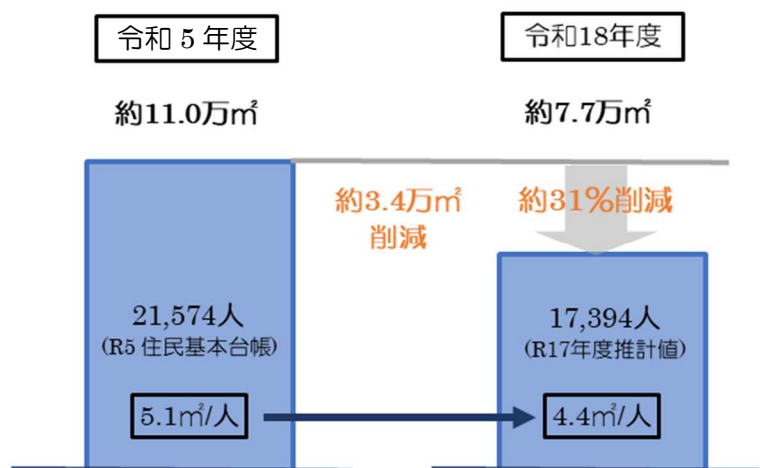 令和５年度
令和18年度
約11.0万㎡
約7.7万㎡
約3.4万㎡
削減
約31%削減
21,574人
(R5 住民基本台帳)
5.1㎡/人
17,394人
(R17年度推計値)
4.4㎡/人